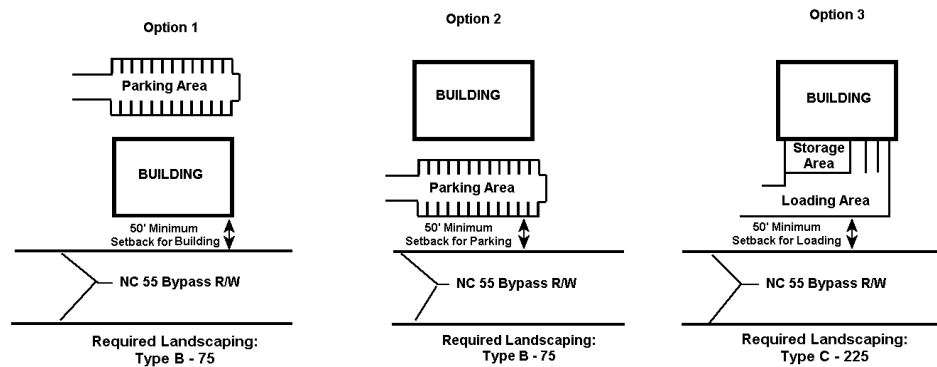 Option 1
Parking Area
BUILDING
50' Minimum
Setback for Building
NC 55 Bypass R/W
Required Landscaping:
Type B - 75
Option 2
BUILDING
Parking Area
50' Minimum
Setback for Parking
NC 55 Bypass R/W
Required Landscaping:
Type B - 75
Option 3
BUILDING
Storage
Area
Loading Area
50' Minimum
Setback for Loading
NC 55 Bypass R/W
Required Landscaping:
Type C - 225